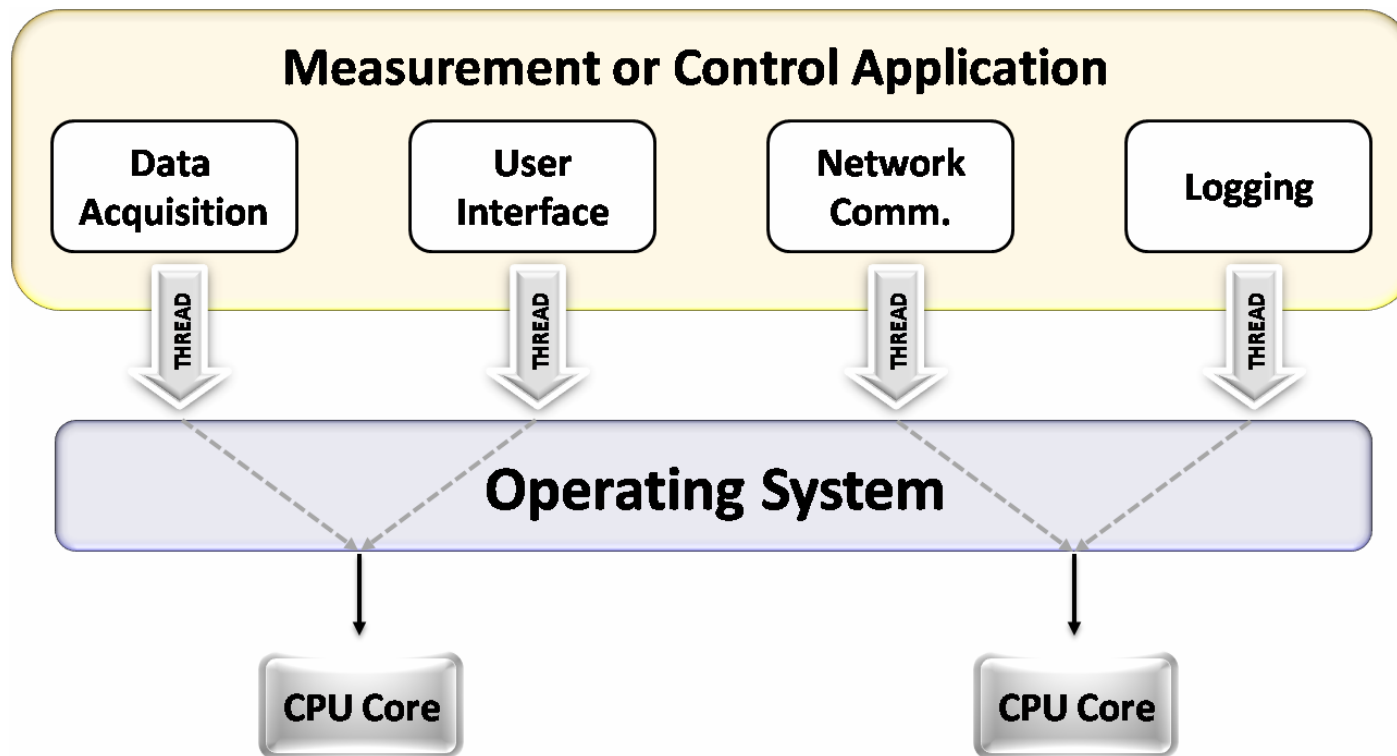 Measurement or Control Application
Data
Acquisition
User
Interface
Network
Comm.
Logging
THREAD
THREAD
THREAD
THREAD
Operating System
CPU Core
CPU Core